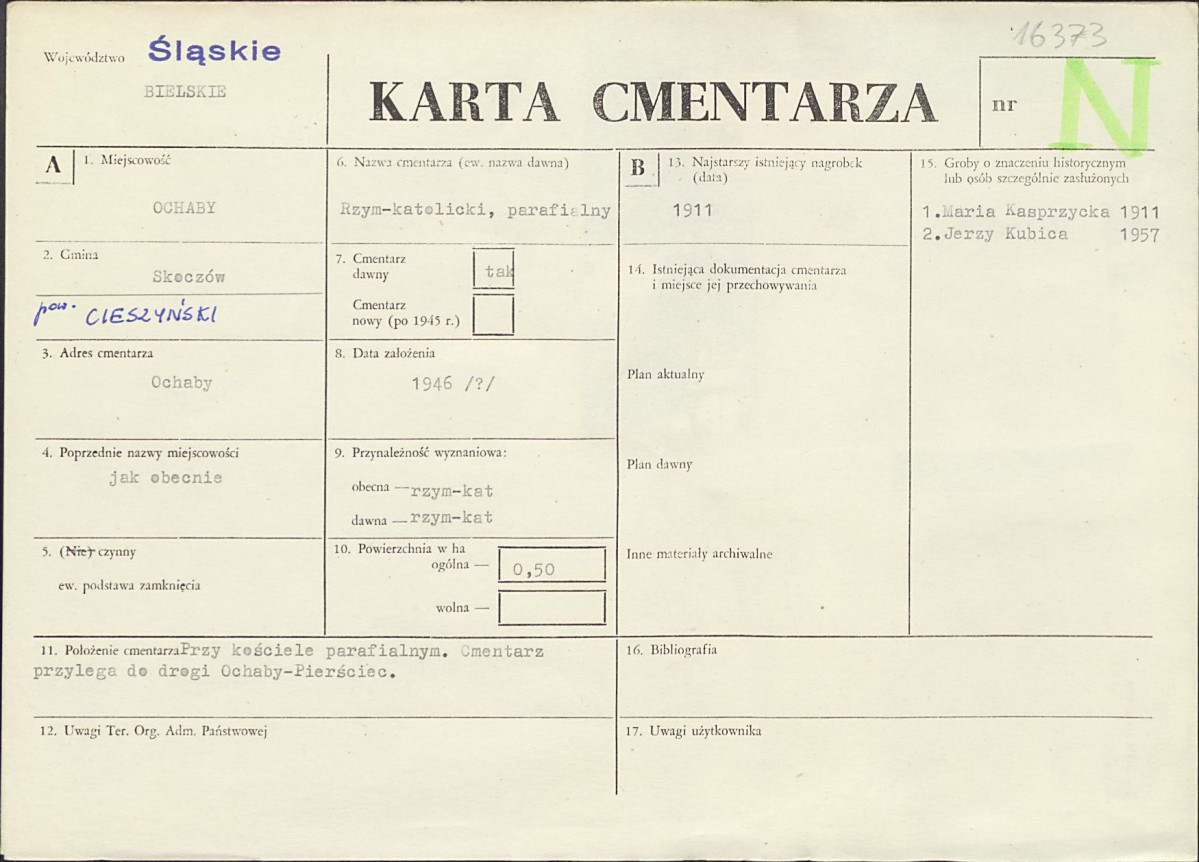 16373
Województwo Śląskie
BIELSKIE
KARTA CMENTARZA
nr N
A 1. Miejscowość
OCHABY
2. Gmina
Skoczów
pow. CIESZYŃSKI
3. Adres cmentarza
Ochaby
4. Poprzednie nazwy miejscowości
jak obecnie
5. (Nie) czynny
ew. podstawa zamknięcia
6. Nazwa cmentarza (ew. nazwa dawna)
Rzym-katolicki, parafialny
7. Cmentarz
dawny tak
Cmentarz
nowy (po 1945 r.)
8. Data założenia
1946 /?/
9. Przynależność wyznaniowa:
obecna — rzym-kat
dawna — rzym-kat
10. Powierzchnia w ha
ogólna — 0,50
wolna —
B 13. Najstarszy istniejący nagrobek
(data)
1911
14. Istniejąca dokumentacja cmentarza
i miejsce jej przechowywania
Plan aktualny
Plan dawny
Inne materiały archiwalne
15. Groby o znaczeniu historycznym
lub osób szczególnie zasłużonych
1.Maria Kasprzycka 1911
2.Jerzy Kubica 1957
11. Położenie cmentarza Przy kościele parafialnym. Cmentarz
przylega do drogi Ochaby-Pierściec.
12. Uwagi Ter. Org. Adm. Państwowej
16. Bibliografia
17. Uwagi użytkownika